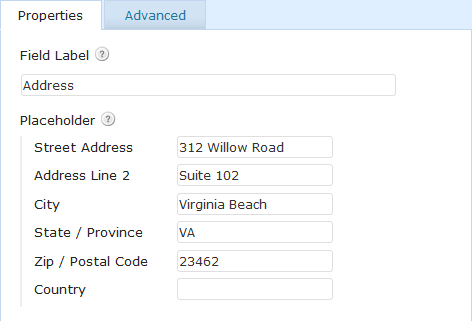 Properties Advanced
Field Label ?
Address
Placeholder ?
Street Address 312 Willow Road
Address Line 2 Suite 102
City Virginia Beach
State / Province VA
Zip / Postal Code 23462
Country